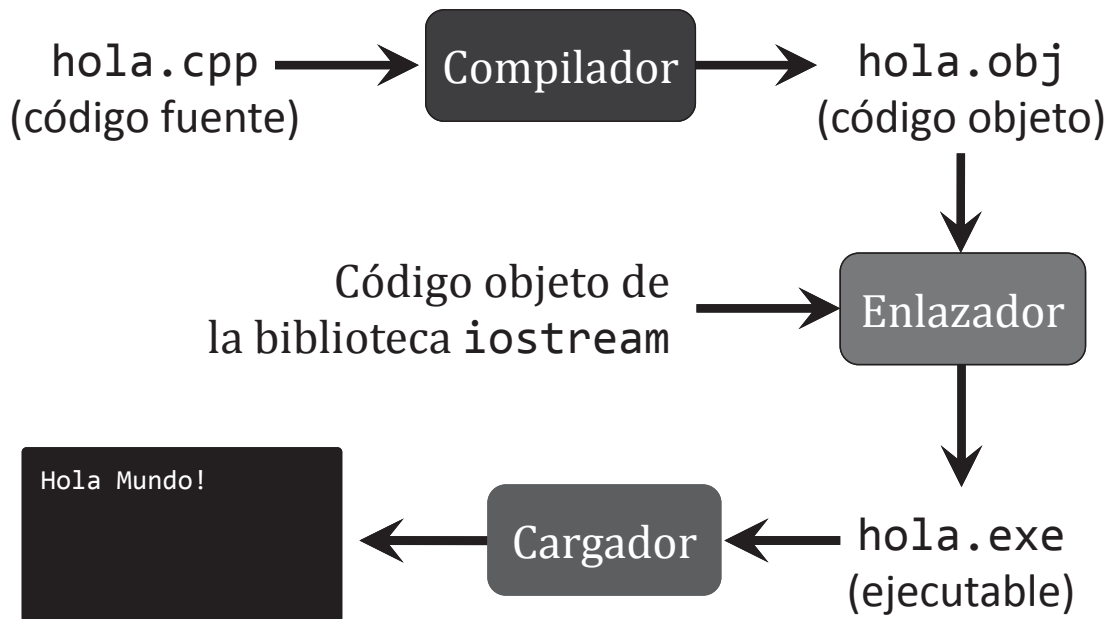 hola.cpp
(código fuente)
Compilador
hola.obj
(código objeto)
Código objeto de
la biblioteca iostream
Enlazador
hola.exe
(ejecutable)
Cargador
Hola Mundo!